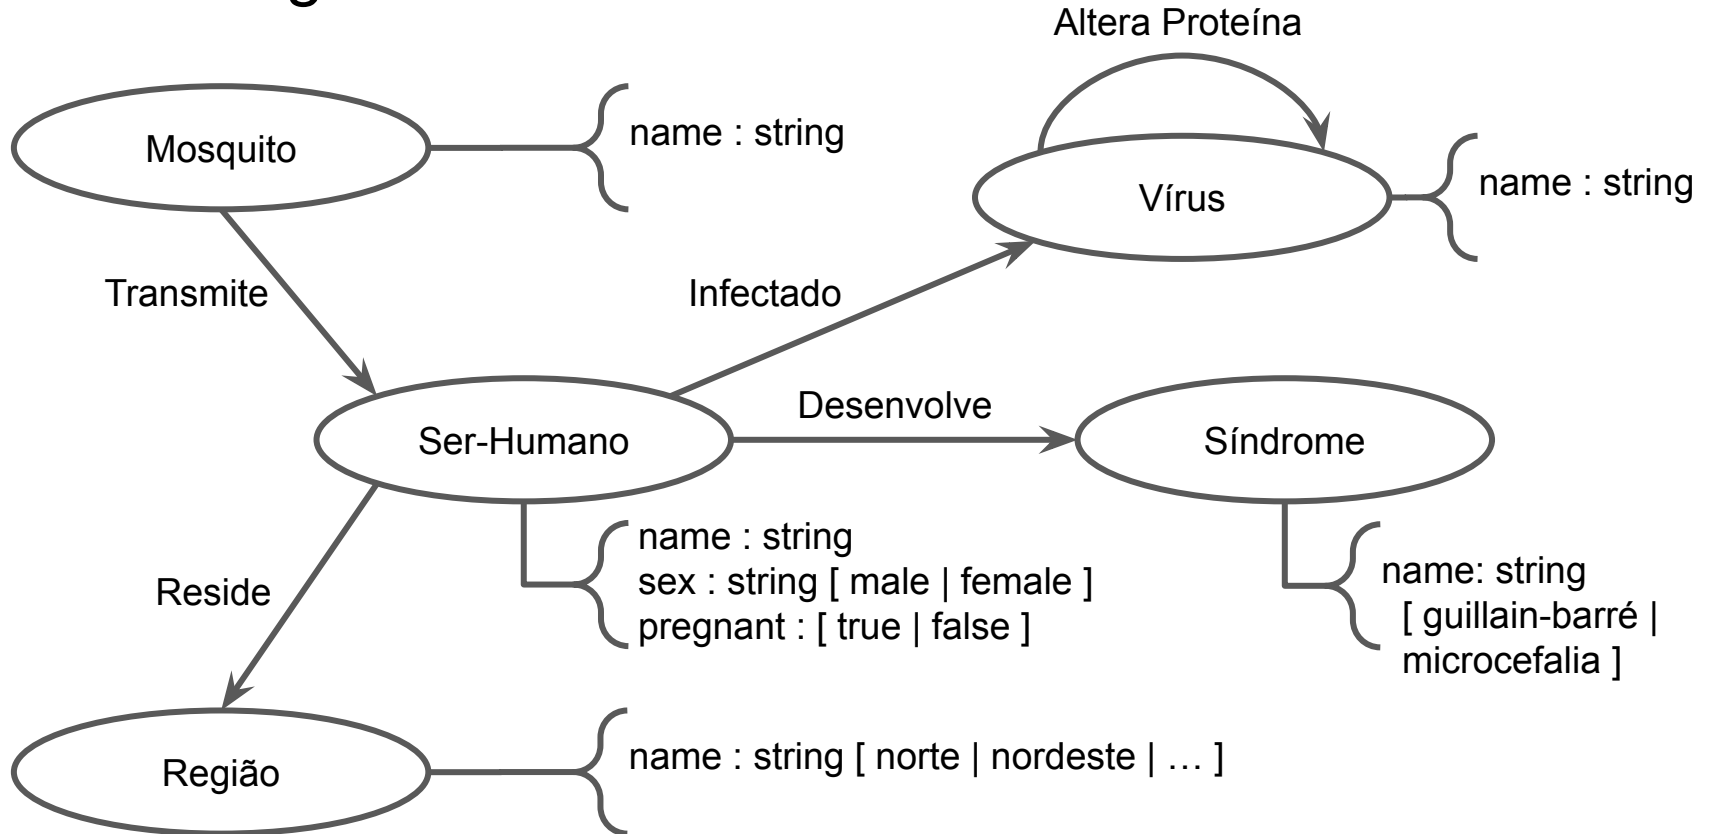 Altera Proteína
Mosquito
name : string
Vírus
name : string
Transmite
Infectado
Desenvolve
Ser-Humano
Síndrome
name : string
sex : string [ male | female ]
pregnant : [ true | false ]
name: string
[ guillain-barré |
microcefalia ]
Reside
Região
name : string [ norte | nordeste | … ]